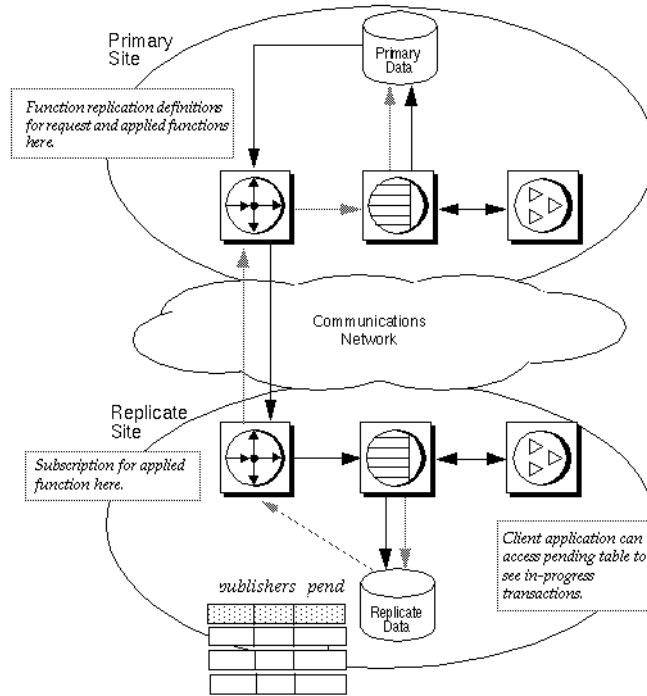 Primary
Site
Primary
Data
Function replication definitions
for request and applied functions
here.
Communications
Network
Replicate
Site
Subscription for applied
function here.
Client application can
access pending table to
see in-progress
transactions.
publishers pend
Replicate
Data